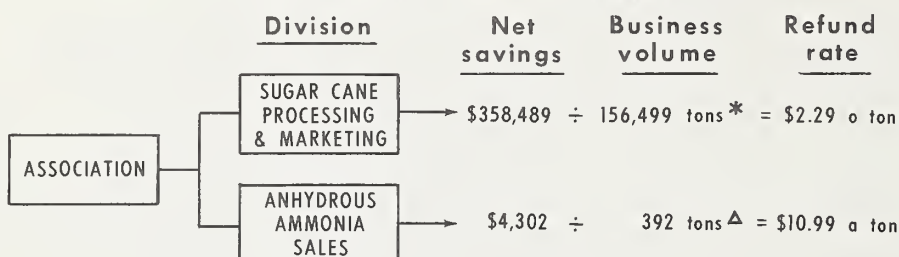 Division Net savings Business volume Refund rate
SUGAR CANE
PROCESSING
& MARKETING
$358,489 ÷ 156,499 tons* = $2.29 o ton
ASSOCIATION
ANHYDROUS
AMMONIA
SALES
$4,302 ÷ 392 tons Δ = $10.99 a ton